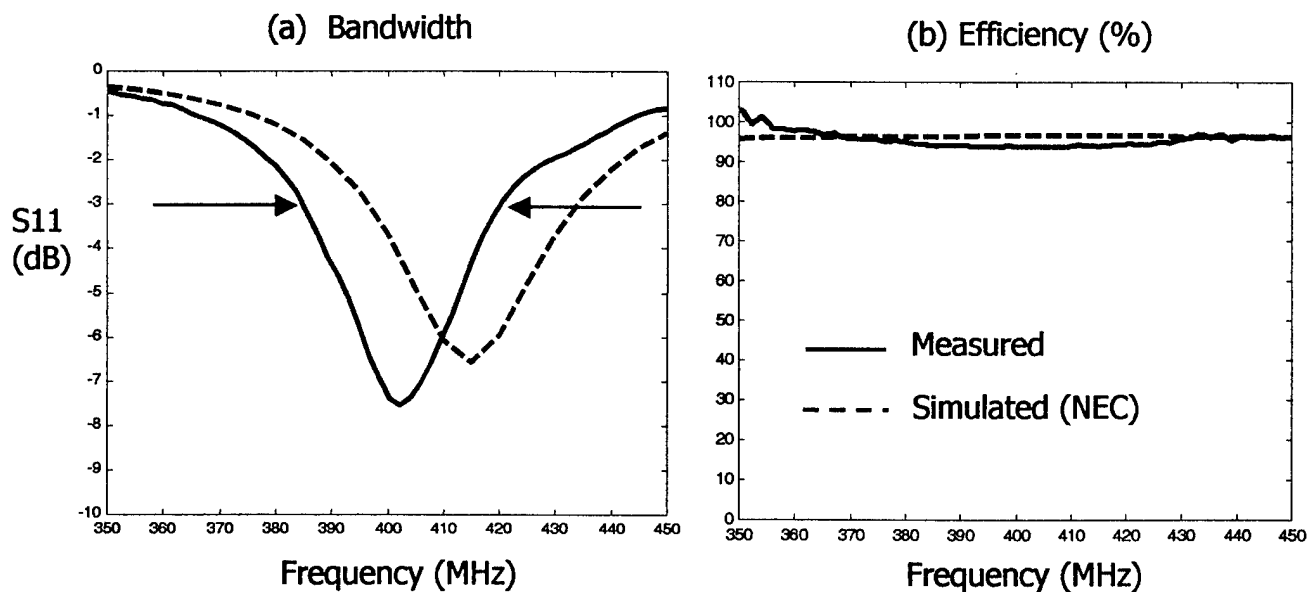 (a) Bandwidth
0
-1
-2
-3
-4
-5
-6
-7
-8
-9
-10
S11
(dB)
350 360 370 380 390 400 410 420 430 440 450
Frequency (MHz)
(b) Efficiency (%)
110
100
90
80
70
60
50
40
30
20
10
0
Measured
Simulated (NEC)
350 360 370 380 390 400 410 420 430 440 450
Frequency (MHz)